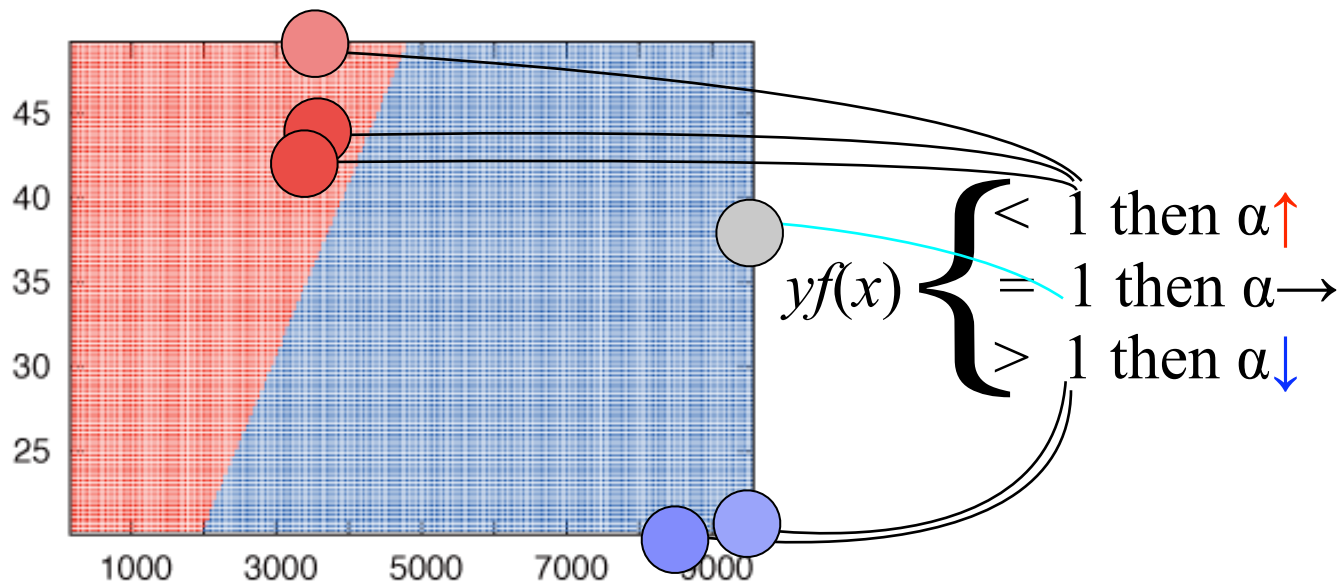 45
40
35
30
25
1000 3000 5000 7000 9000
< 1 then α↑
yf(x) { = 1 then α→
> 1 then α↓